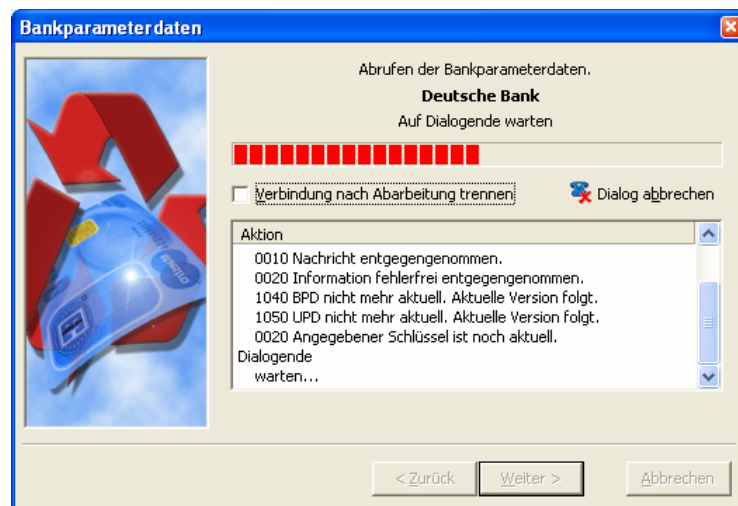 Bankparameterdaten
Abrufen der Bankparameterdaten.
Deutsche Bank
Auf Dialogende warten
Verbindung nach Abarbeitung trennen
Dialog abbrechen
Aktion
0010 Nachricht entgegengenommen.
0020 Information fehlerfrei entgegengenommen.
1040 BPD nicht mehr aktuell. Aktuelle Version folgt.
1050 UPD nicht mehr aktuell. Aktuelle Version folgt.
0020 Angegebener Schlüssel ist noch aktuell.
Dialogende
warten...
< Zurück
Weiter >
Abbrechen